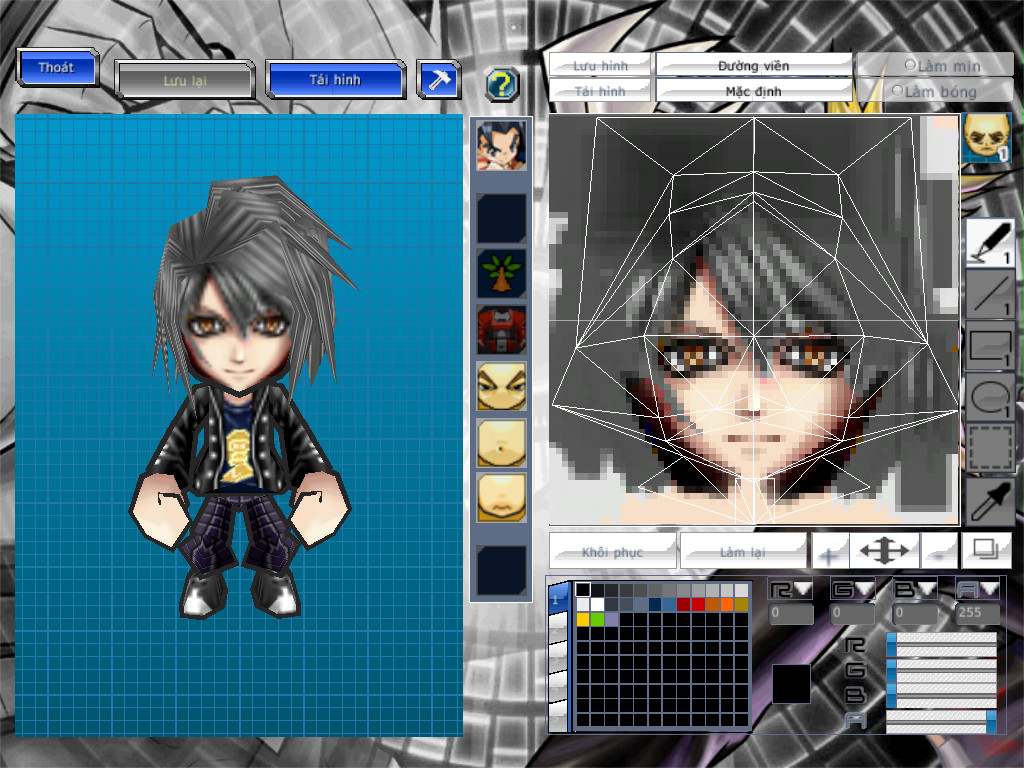 Thoát
Lưu lại
Tải hình
?
Lưu hình
Đường viền
Làm mịn
Tải hình
Mặc định
Làm bóng
1
1
1
1
1
Khôi phục
Làm lại
+
-
1
R
G
B
A
0
0
0
255
R
G
B
A